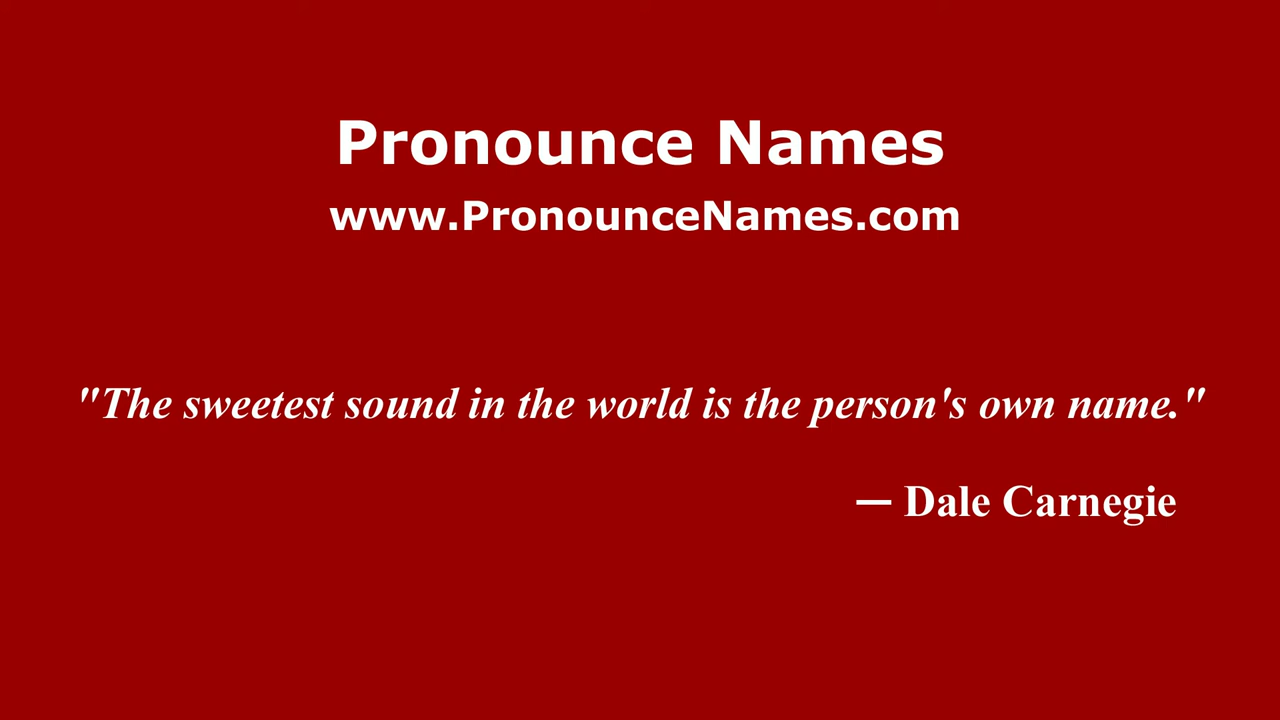 Pronounce Names
www.PronounceNames.com
"The sweetest sound in the world is the person's own name."
— Dale Carnegie